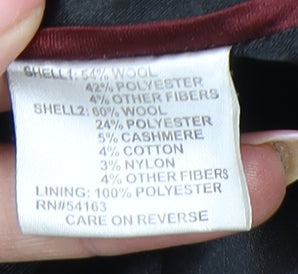 SHELL1: 54% WOOL
42% POLYESTER
4% OTHER FIBERS
SHELL2: 60% WOOL
24% POLYESTER
5% CASHMERE
4% COTTON
3% NYLON
4% OTHER FIBERS
LINING: 100% POLYESTER
RN#54163
CARE ON REVERSE